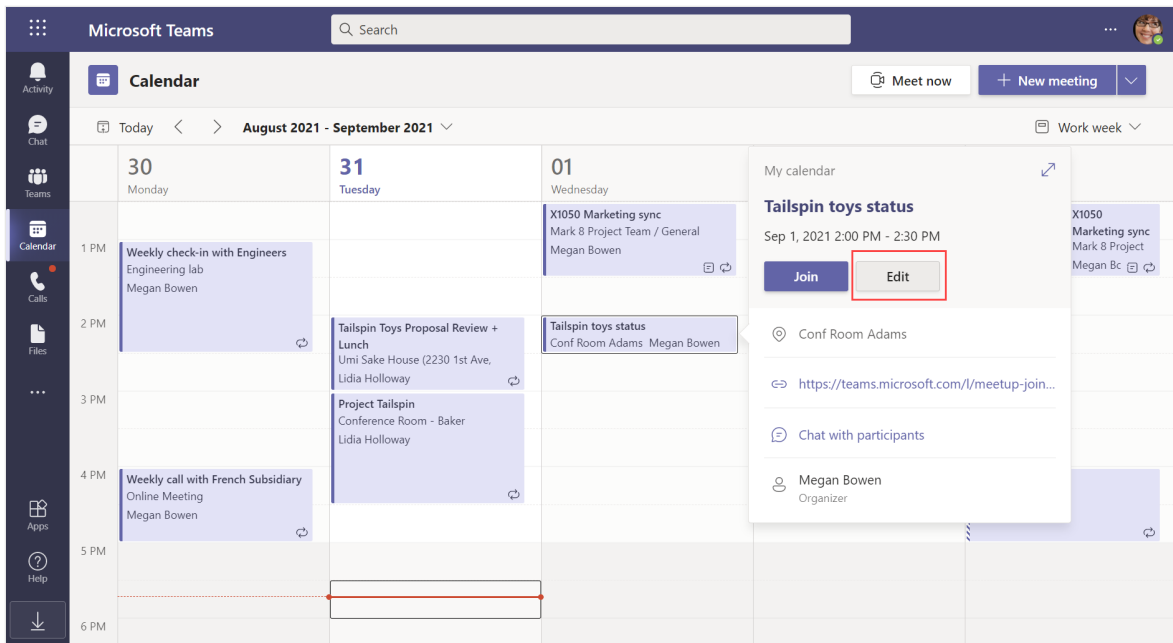 Microsoft Teams
Search
Activity
Chat
Teams
Calendar
Calls
Files
Apps
Help
Calendar
Meet now
New meeting
Today
August 2021 - September 2021
Work week
30
Monday
31
Tuesday
01
Wednesday
1 PM
2 PM
3 PM
4 PM
5 PM
6 PM
Weekly check-in with Engineers
Engineering lab
Megan Bowen
Weekly call with French Subsidiary
Online Meeting
Megan Bowen
Tailspin Toys Proposal Review +
Lunch
Umi Sake House (2230 1st Ave,
Lidia Holloway
Project Tailspin
Conference Room - Baker
Lidia Holloway
X1050 Marketing sync
Mark 8 Project Team / General
Megan Bowen
Tailspin toys status
Conf Room Adams Megan Bowen
My calendar
Tailspin toys status
Sep 1, 2021 2:00 PM - 2:30 PM
Join
Edit
Conf Room Adams
https://teams.microsoft.com/l/meetup-join...
Chat with participants
Megan Bowen
Organizer
X1050
Marketing sync
Mark 8 Project
Megan Bc